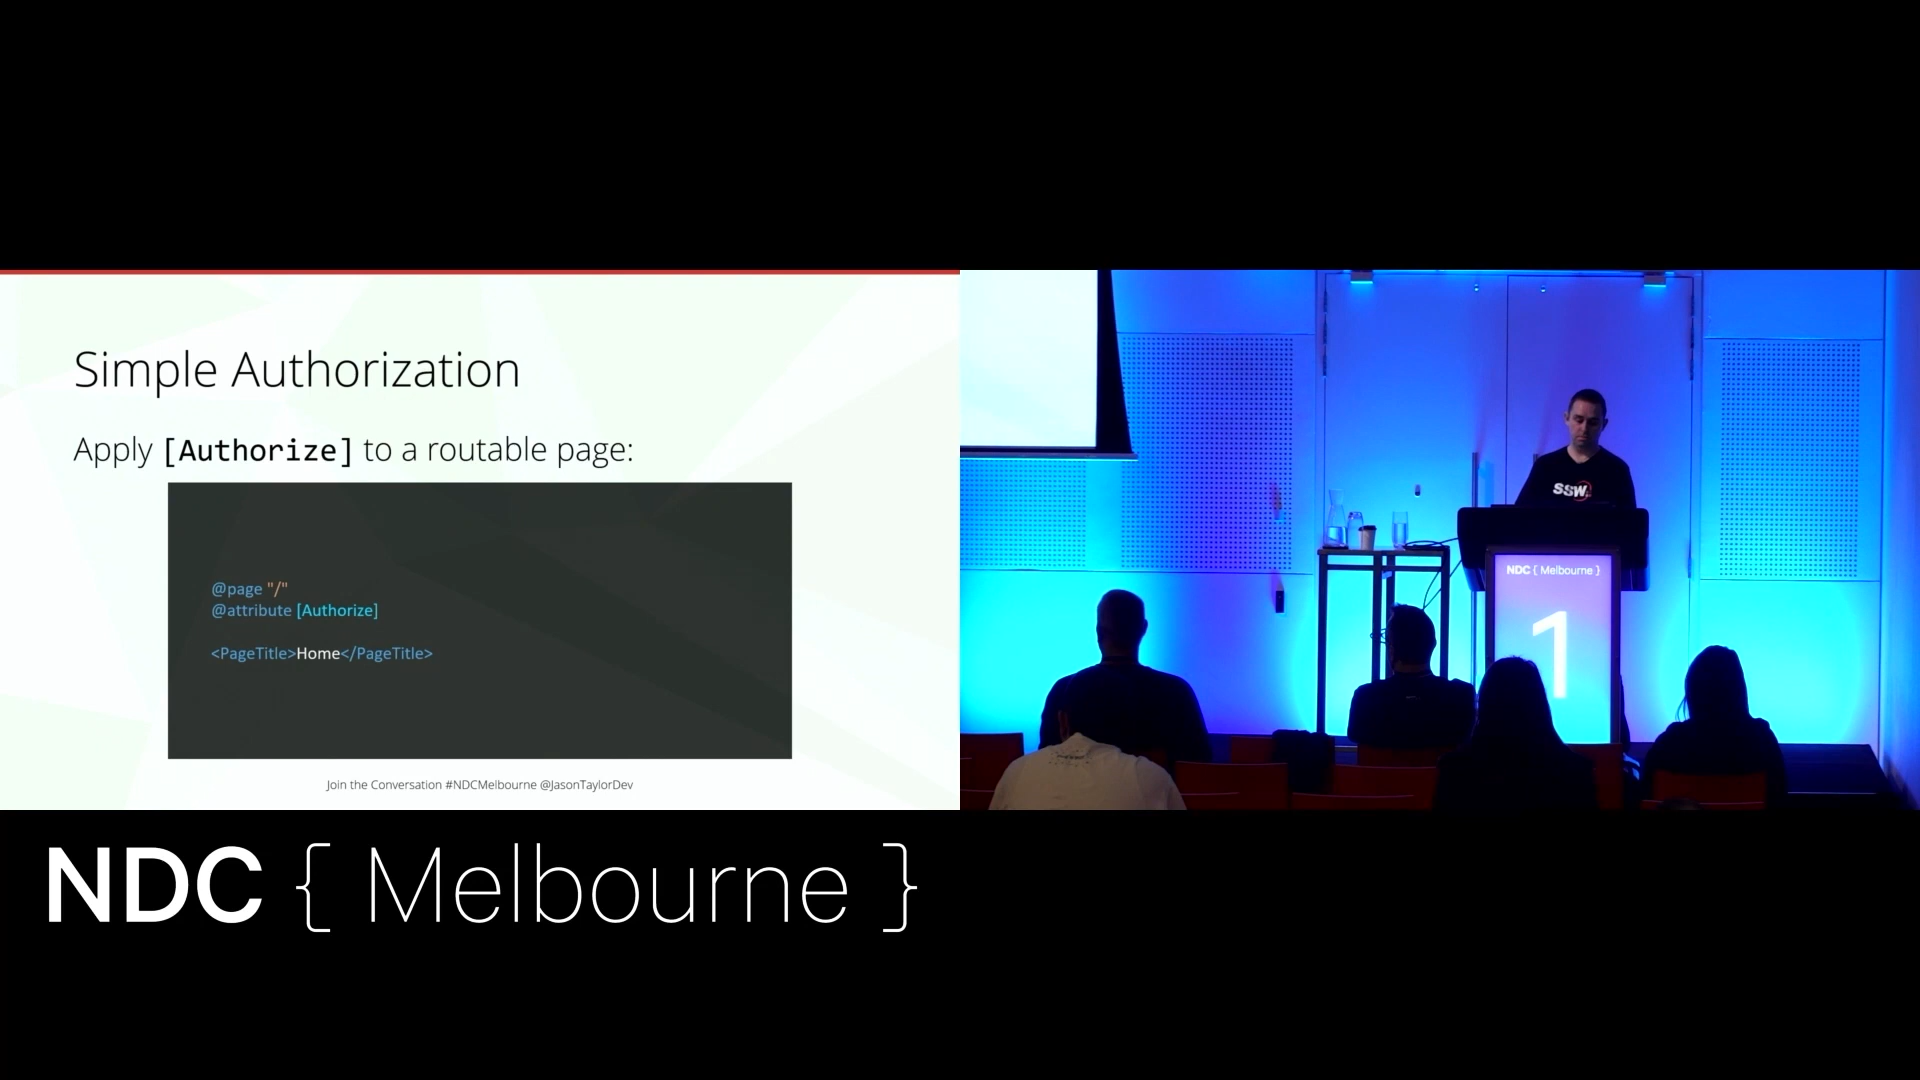 Simple Authorization
Apply [Authorize] to a routable page:
@page "/"
@attribute [Authorize]
<PageTitle>Home</PageTitle>
Join the Conversation #NDCMelbourne @JasonTaylorDev
SSW
NDC { Melbourne }
1
NDC { Melbourne }